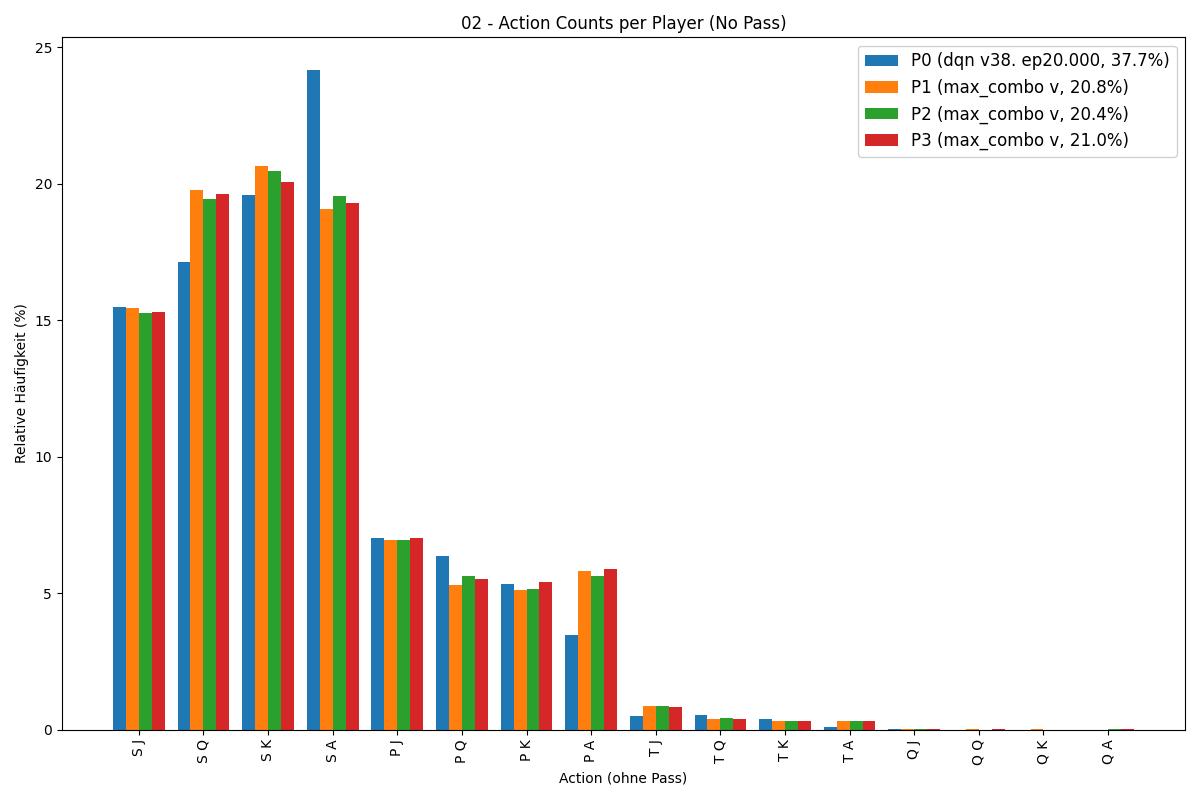 02 - Action Counts per Player (No Pass)
P0 (dqn v38. ep20.000, 37.7%)
P1 (max_combo v, 20.8%)
P2 (max_combo v, 20.4%)
P3 (max_combo v, 21.0%)
Relative Häufigkeit (%)
25
20
15
10
5
0
S J
S Q
S K
S A
P J
P Q
P K
P A
T J
T Q
T K
T A
Q J
Q Q
Q K
Q A
Action (ohne Pass)